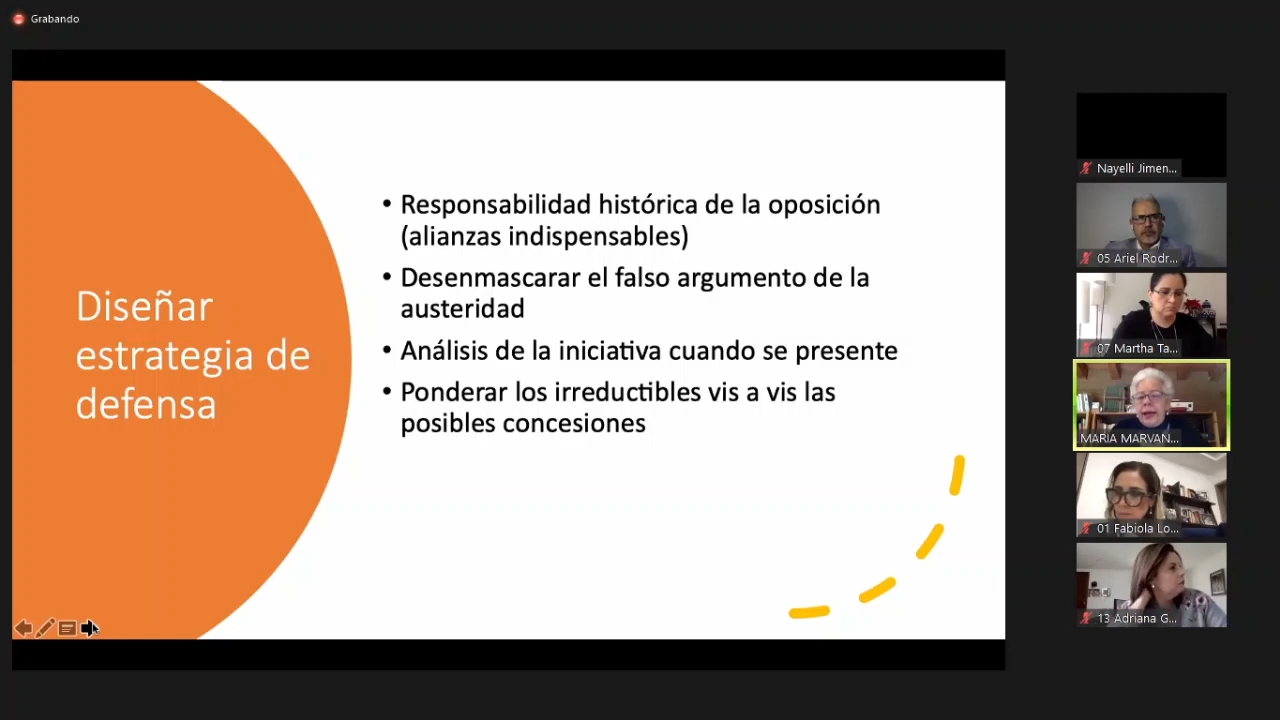 Grabando
Diseñar
estrategia de
defensa
• Responsabilidad histórica de la oposición
(alianzas indispensables)
• Desenmascarar el falso argumento de la
austeridad
• Análisis de la iniciativa cuando se presente
• Ponderar los irreductibles vis a vis las
posibles concesiones
Nayelli Jimen...
05 Ariel Rodr...
07 Martha Ta...
MARIA MARVAN...
01 Fabiola Lo...
13 Adriana G...